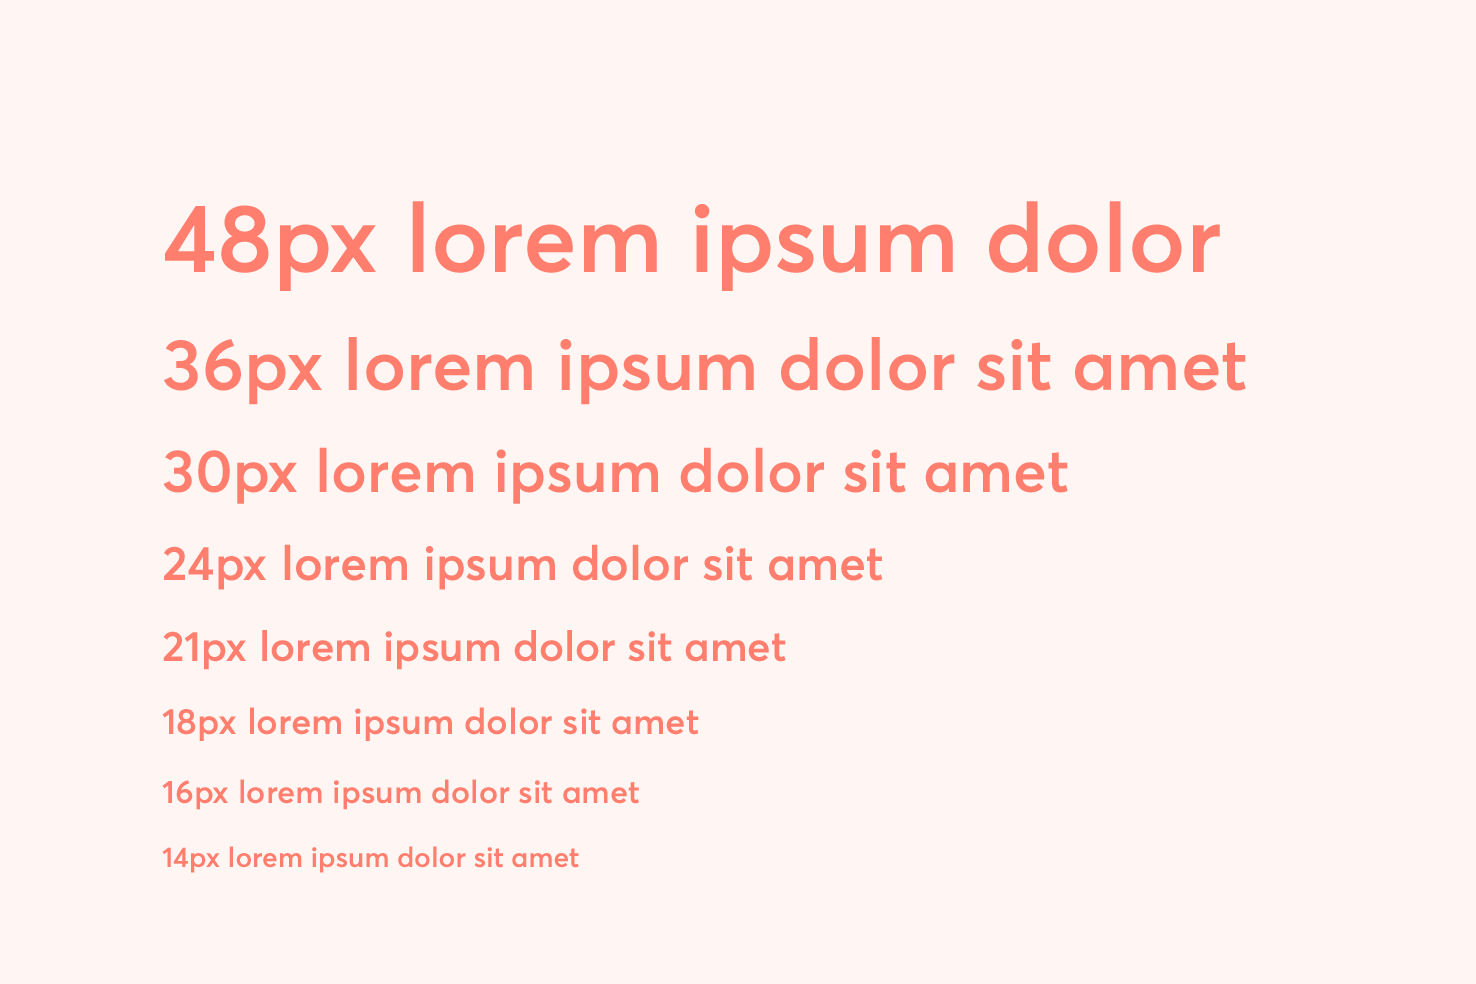 48px lorem ipsum dolor
36px lorem ipsum dolor sit amet
30px lorem ipsum dolor sit amet
24px lorem ipsum dolor sit amet
21px lorem ipsum dolor sit amet
18px lorem ipsum dolor sit amet
16px lorem ipsum dolor sit amet
14px lorem ipsum dolor sit amet